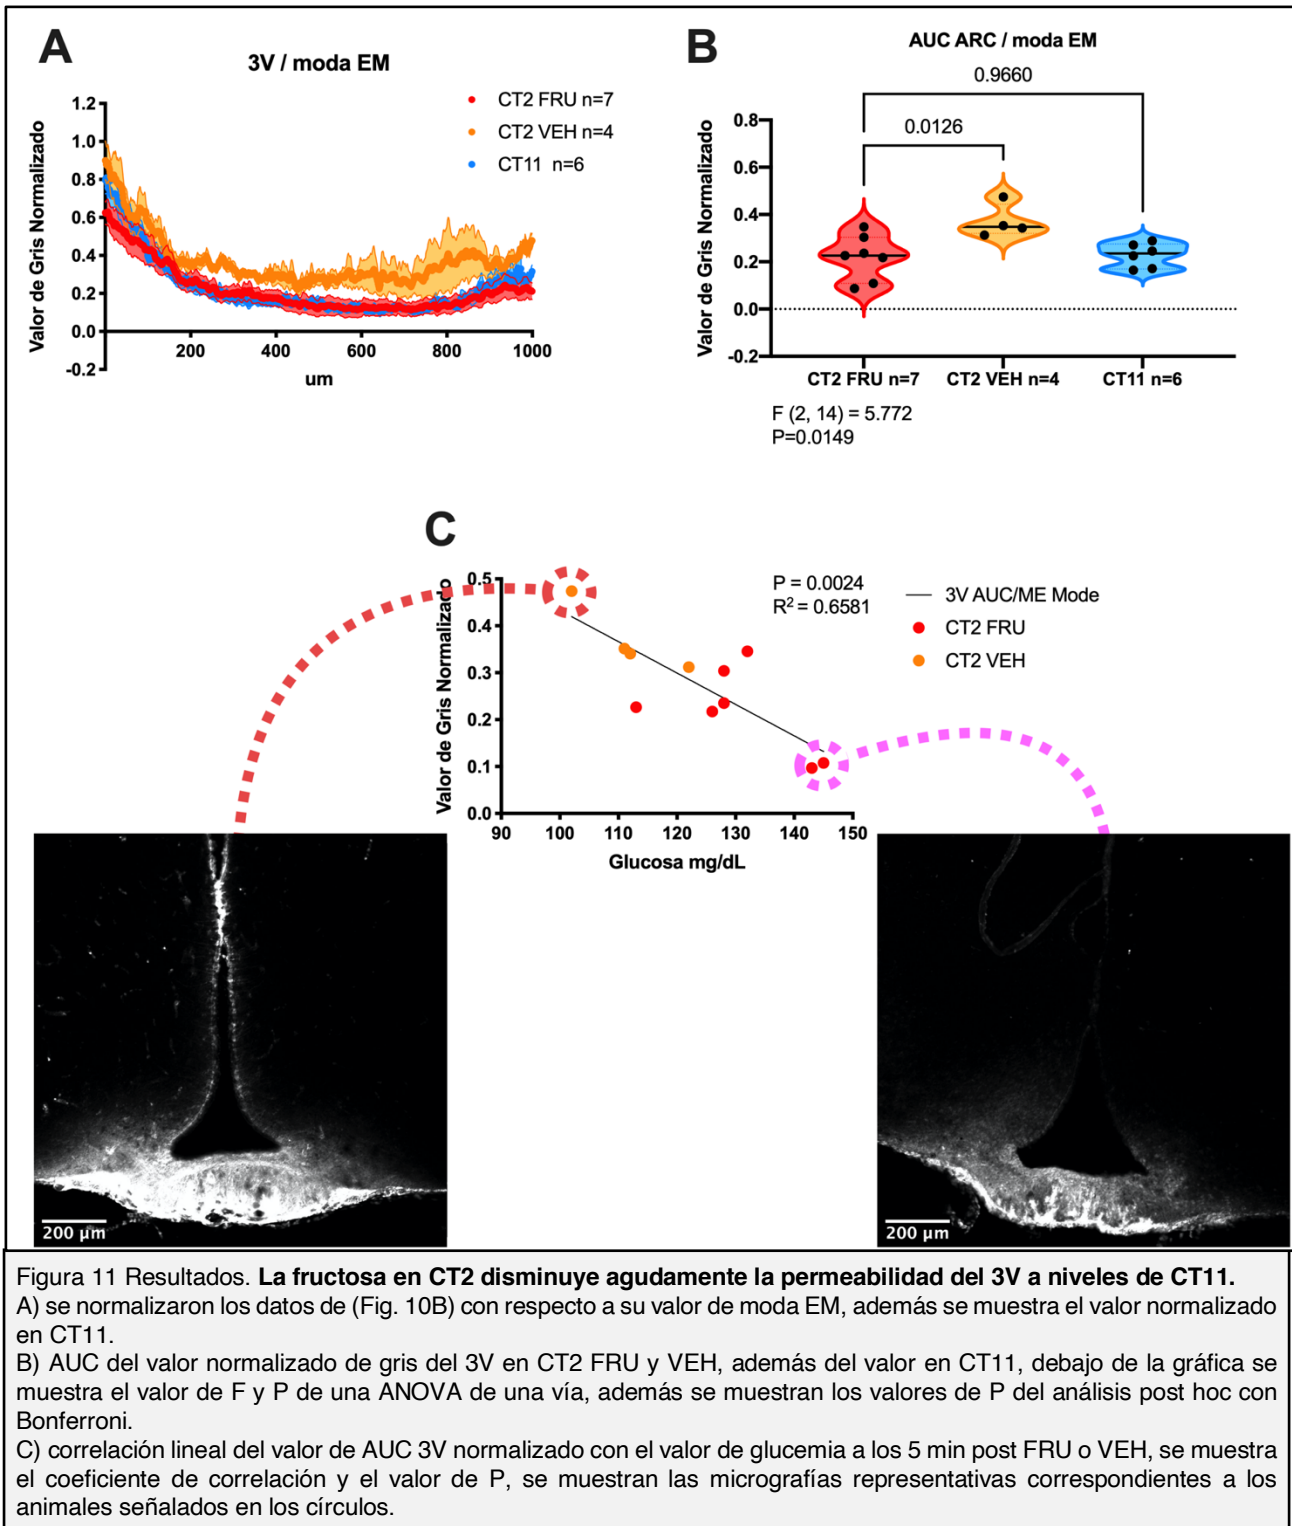 A
3V / moda EM
Valor de Gris Normalizado
1.2
1.0
0.8
0.6
0.4
0.2
0.0
-0.2
200
400
600
800
1000
um
CT2 FRU n=7
CT2 VEH n=4
CT11 n=6
B
AUC ARC / moda EM
0.9660
0.0126
Valor de Gris Normalizado
0.8
0.6
0.4
0.2
0.0
-0.2
CT2 FRU n=7
CT2 VEH n=4
CT11 n=6
F (2, 14) = 5.772
P=0.0149
C
Valor de Gris Normalizado
0.5
0.4
0.3
0.2
0.1
0.0
90
100
110
120
130
140
150
Glucosa mg/dL
P = 0.0024
R² = 0.6581
3V AUC/ME Mode
CT2 FRU
CT2 VEH
200 µm
200 µm
Figura 11 Resultados. La fructosa en CT2 disminuye agudamente la permeabilidad del 3V a niveles de CT11.
A) se normalizaron los datos de (Fig. 10B) con respecto a su valor de moda EM, además se muestra el valor normalizado
en CT11.
B) AUC del valor normalizado de gris del 3V en CT2 FRU y VEH, además del valor en CT11, debajo de la gráfica se
muestra el valor de F y P de una ANOVA de una vía, además se muestran los valores de P del análisis post hoc con
Bonferroni.
C) correlación lineal del valor de AUC 3V normalizado con el valor de glucemia a los 5 min post FRU o VEH, se muestra
el coeficiente de correlación y el valor de P, se muestran las micrografías representativas correspondientes a los
animales señalados en los círculos.